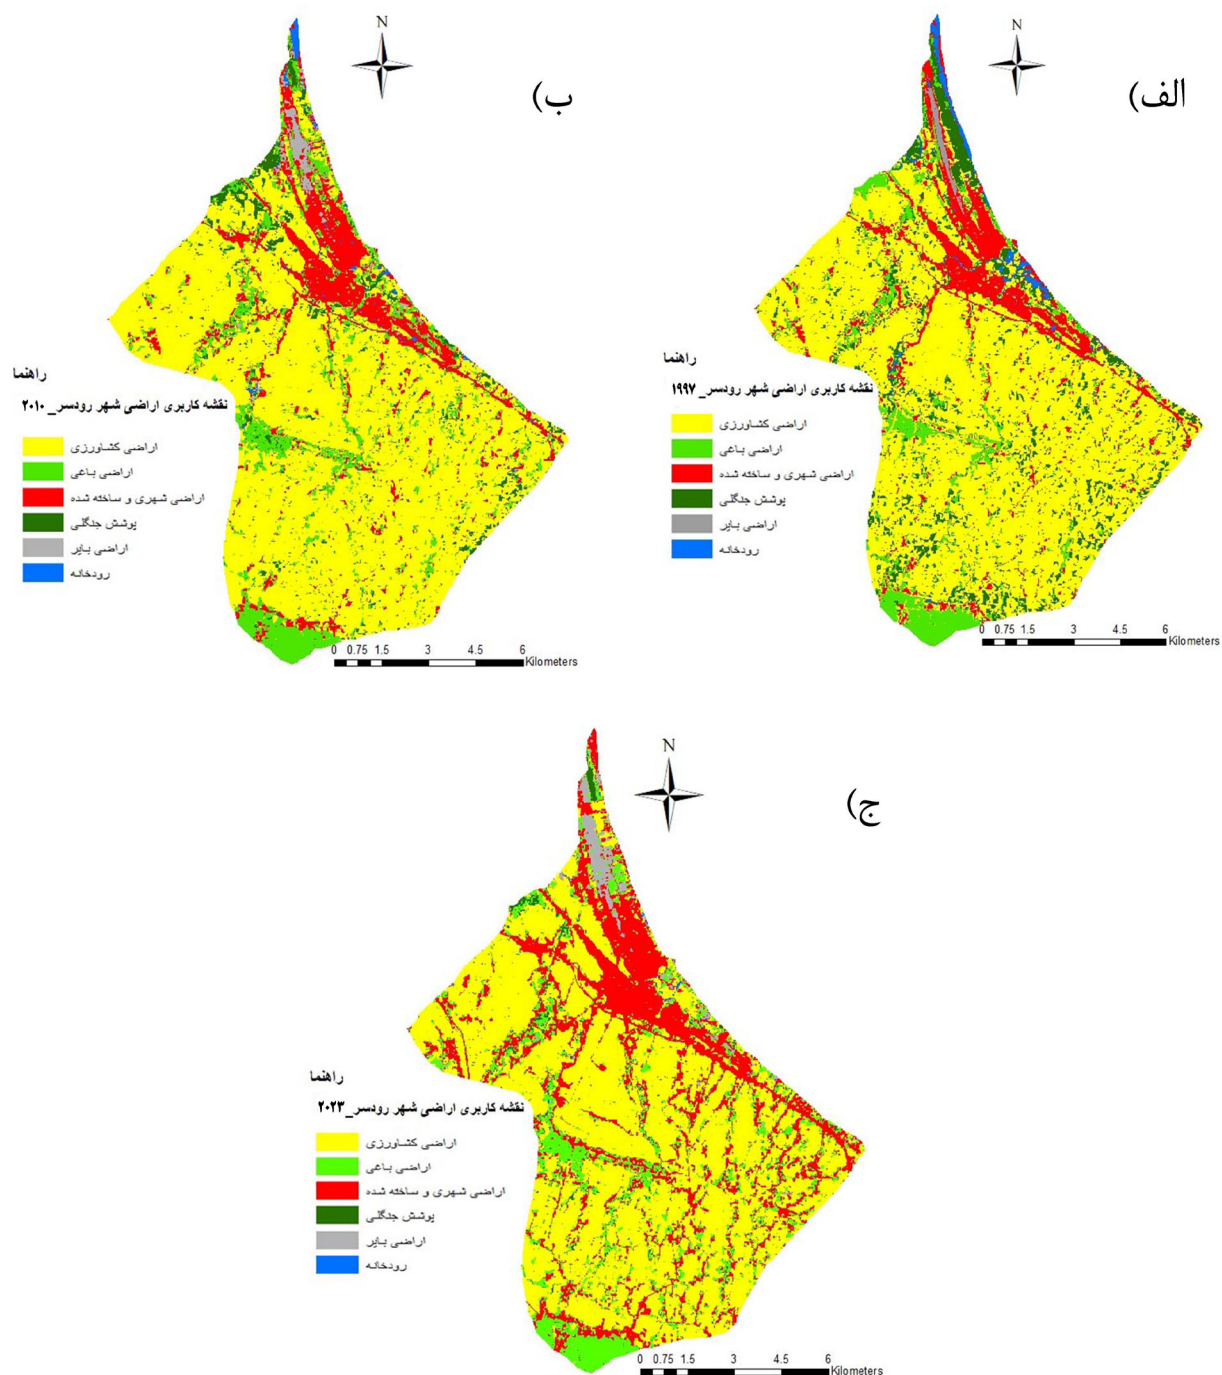 الف)
N
راهنما
نقشه کاربری اراضی شهر رودسر_ ۱۹۹۷
اراضی کشاورزی
اراضی باغی
اراضی شهری و ساخته شده
پوشش جنگلی
اراضی بایر
رودخانه
0 0.75 1.5 3 4.5 6
Kilometers
ب)
N
راهنما
نقشه کاربری اراضی شهر رودسر_ ۲۰۱۰
اراضی کشاورزی
اراضی باغی
اراضی شهری و ساخته شده
پوشش جنگلی
اراضی بایر
رودخانه
0 0.75 1.5 3 4.5 6
Kilometers
ج)
N
راهنما
نقشه کاربری اراضی شهر رودسر_۲۰۲۳
اراضی کشاورزی
اراضی باغی
اراضی شهری و ساخته شده
پوشش جنگلی
اراضی بایر
رودخانه
0 0.75 1.5 3 4.5 6
Kilometers